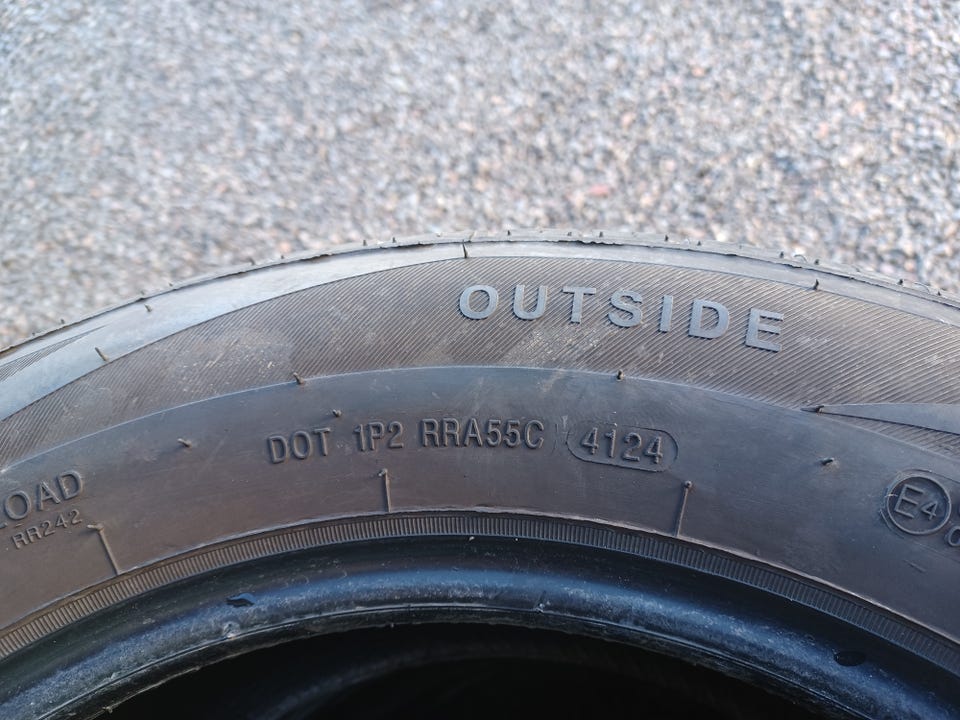 OUTSIDE
DOT 1P2 RRA55C 4124
LOAD
RR242
E4